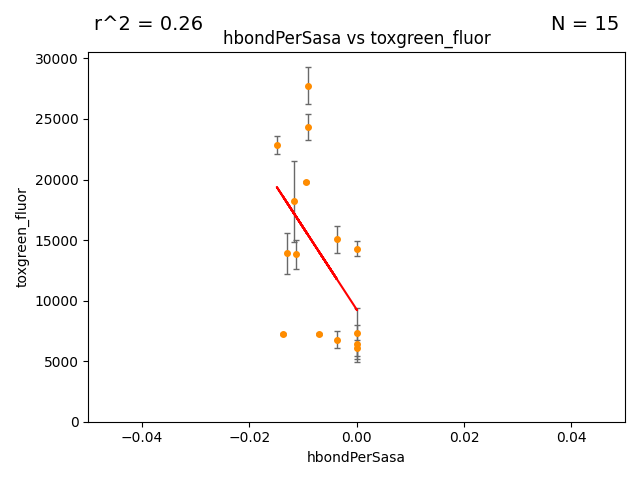 r^2 = 0.26
N = 15
hbondPerSasa vs toxgreen_fluor
30000
25000
20000
15000
10000
5000
0
toxgreen_fluor
−0.04
−0.02
0.00
0.02
0.04
hbondPerSasa